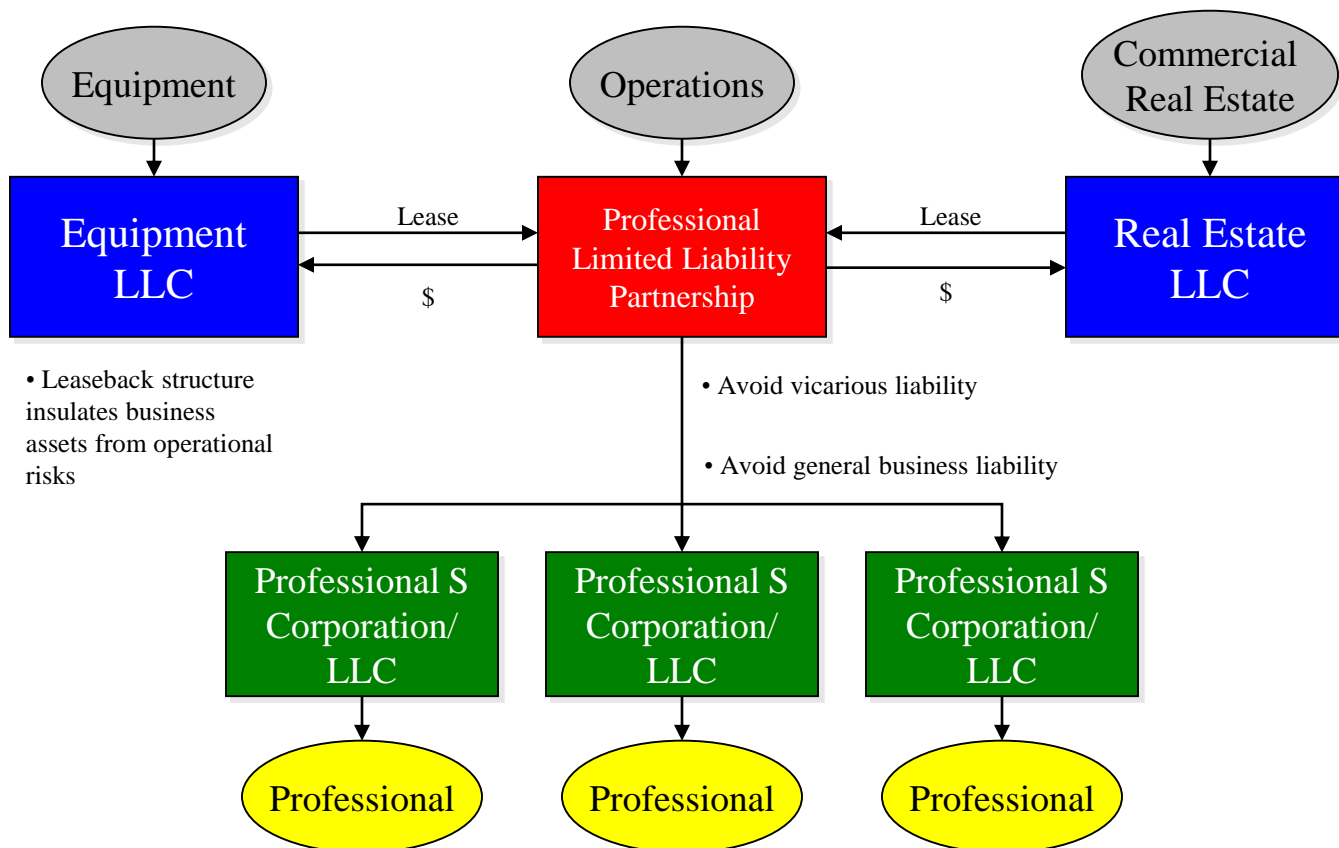 Equipment
Operations
Commercial
Real Estate
Equipment
LLC
Lease
$
Professional
Limited Liability
Partnership
Lease
$
Real Estate
LLC
• Leaseback structure
insulates business
assets from operational
risks
• Avoid vicarious liability
• Avoid general business liability
Professional S
Corporation/
LLC
Professional S
Corporation/
LLC
Professional S
Corporation/
LLC
Professional
Professional
Professional